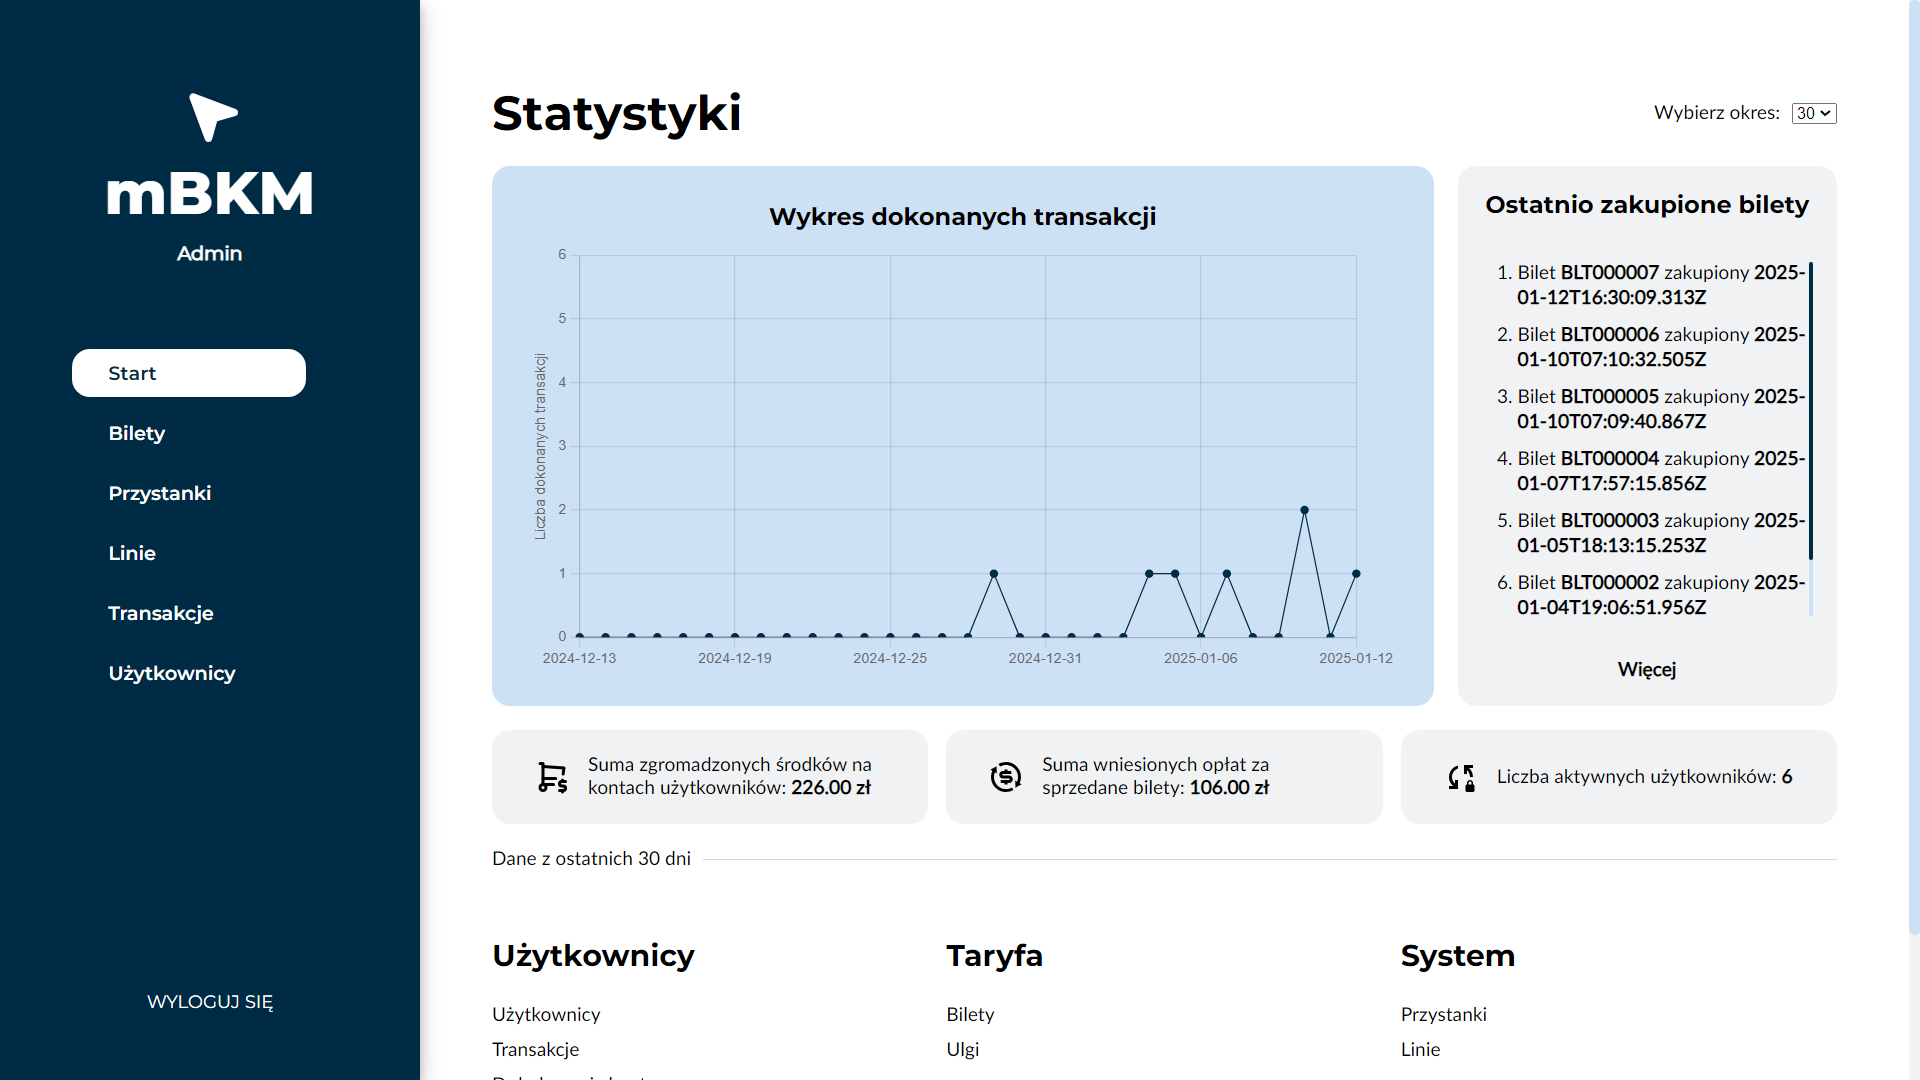 mBKM
Admin
Start
Bilety
Przystanki
Linie
Transakcje
Użytkownicy
WYLOGUJ SIĘ
Statystyki
Wybierz okres: 30
Wykres dokonanych transakcji
Liczba dokonanych transakcji
6
5
4
3
2
1
0
2024-12-13 2024-12-19 2024-12-25 2024-12-31 2025-01-06 2025-01-12
Ostatnio zakupione bilety
1. Bilet BLT000007 zakupiony 2025-
01-12T16:30:09.313Z
2. Bilet BLT000006 zakupiony 2025-
01-10T07:10:32.505Z
3. Bilet BLT000005 zakupiony 2025-
01-10T07:09:40.867Z
4. Bilet BLT000004 zakupiony 2025-
01-07T17:57:15.856Z
5. Bilet BLT000003 zakupiony 2025-
01-05T18:13:15.253Z
6. Bilet BLT000002 zakupiony 2025-
01-04T19:06:51.956Z
Więcej
Suma zgromadzonych środków na
kontach użytkowników: 226.00 zł
Suma wniesionych opłat za
sprzedane bilety: 106.00 zł
Liczba aktywnych użytkowników: 6
Dane z ostatnich 30 dni
Użytkownicy
Użytkownicy
Transakcje
Taryfa
Bilety
Ulgi
System
Przystanki
Linie